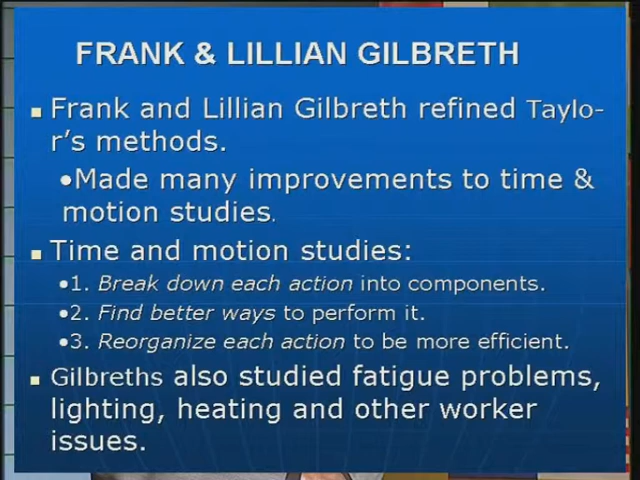 FRANK & LILLIAN GILBRETH
▪ Frank and Lillian Gilbreth refined Taylo-
r's methods.
•Made many improvements to time &
motion studies.
▪ Time and motion studies:
•1. Break down each action into components.
•2. Find better ways to perform it.
•3. Reorganize each action to be more efficient.
▪ Gilbreths also studied fatigue problems,
lighting, heating and other worker
issues.